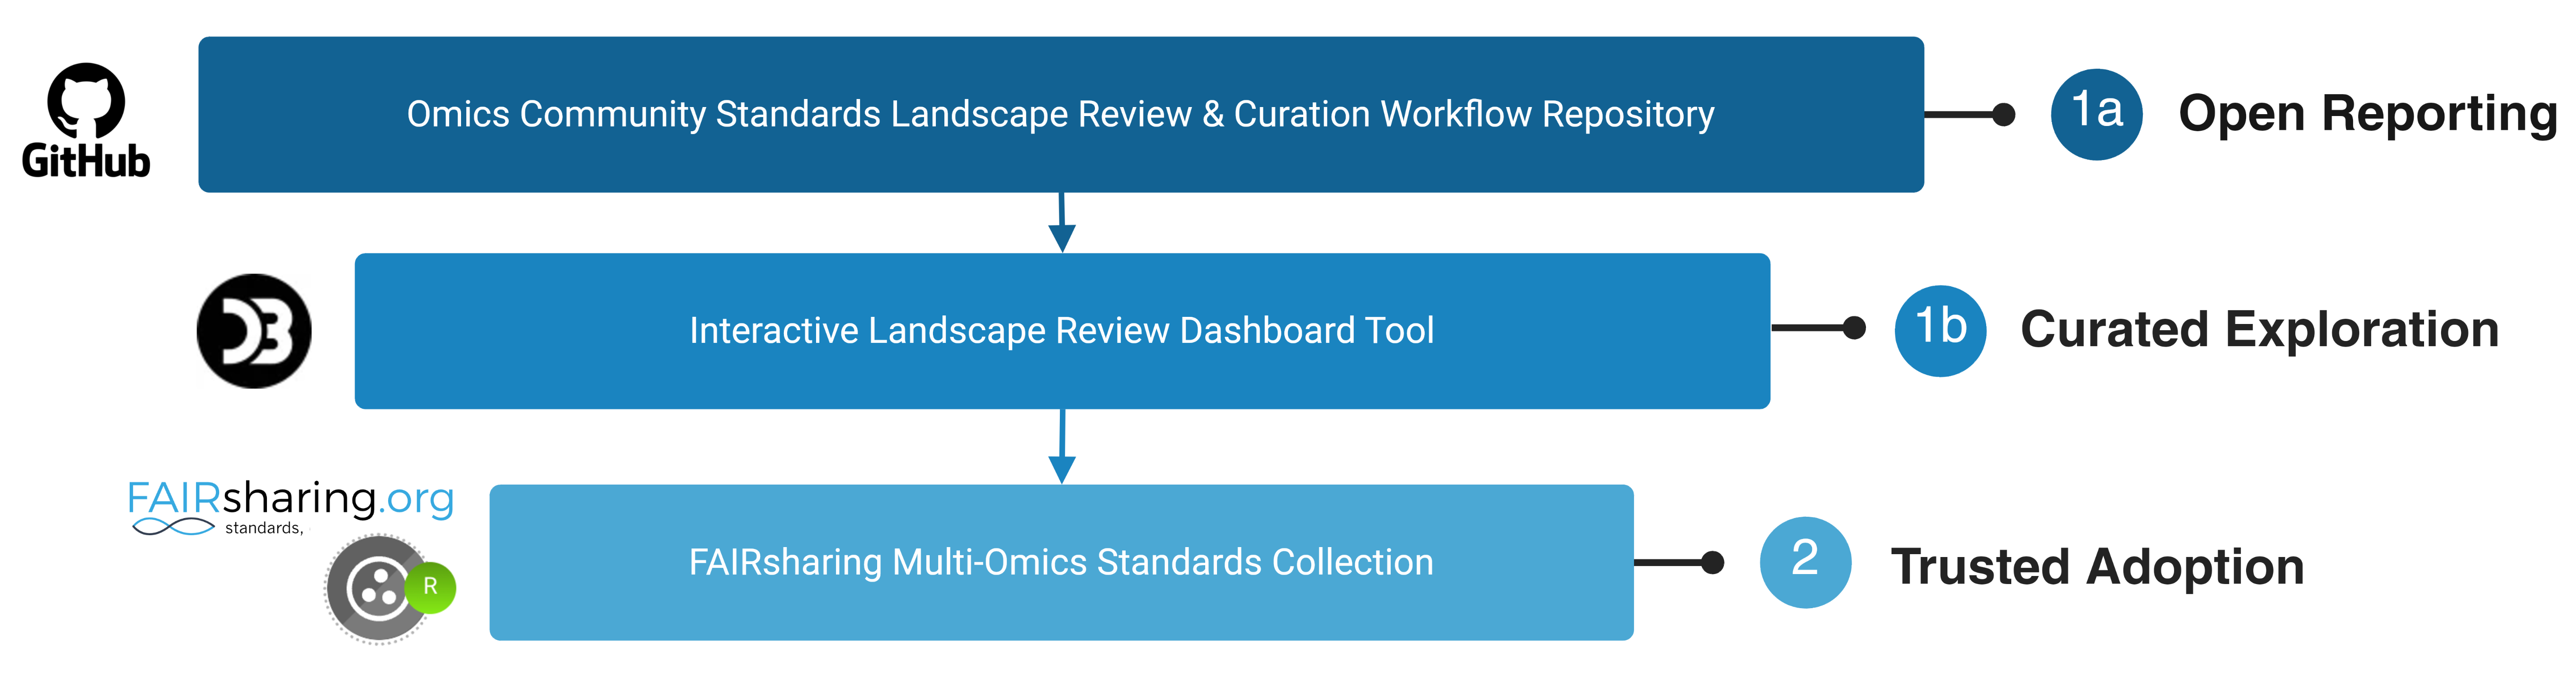 GitHub
Omics Community Standards Landscape Review & Curation Workflow Repository
1a
Open Reporting
D3
Interactive Landscape Review Dashboard Tool
1b
Curated Exploration
FAIRsharing.org
standards,
R
FAIRsharing Multi-Omics Standards Collection
2
Trusted Adoption